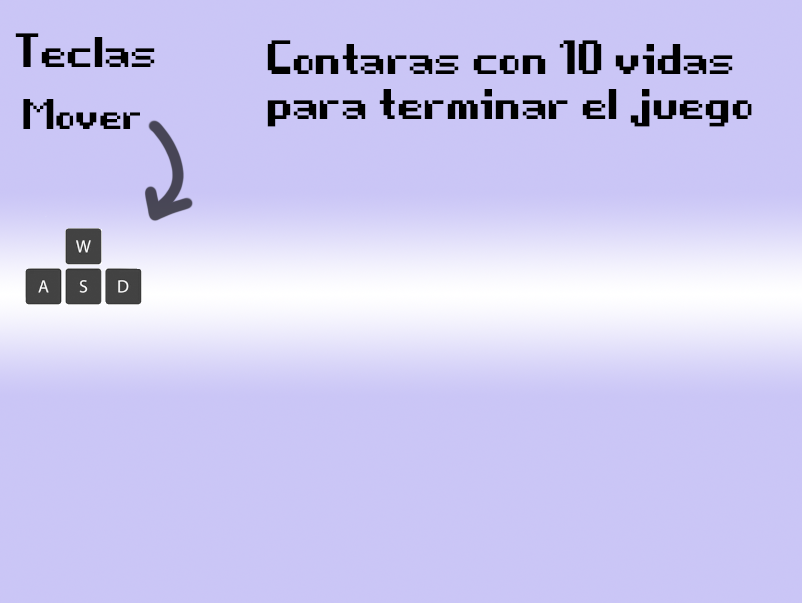 Teclas
Contaras con 10 vidas
para terminar el juego
Mover
W
A S D